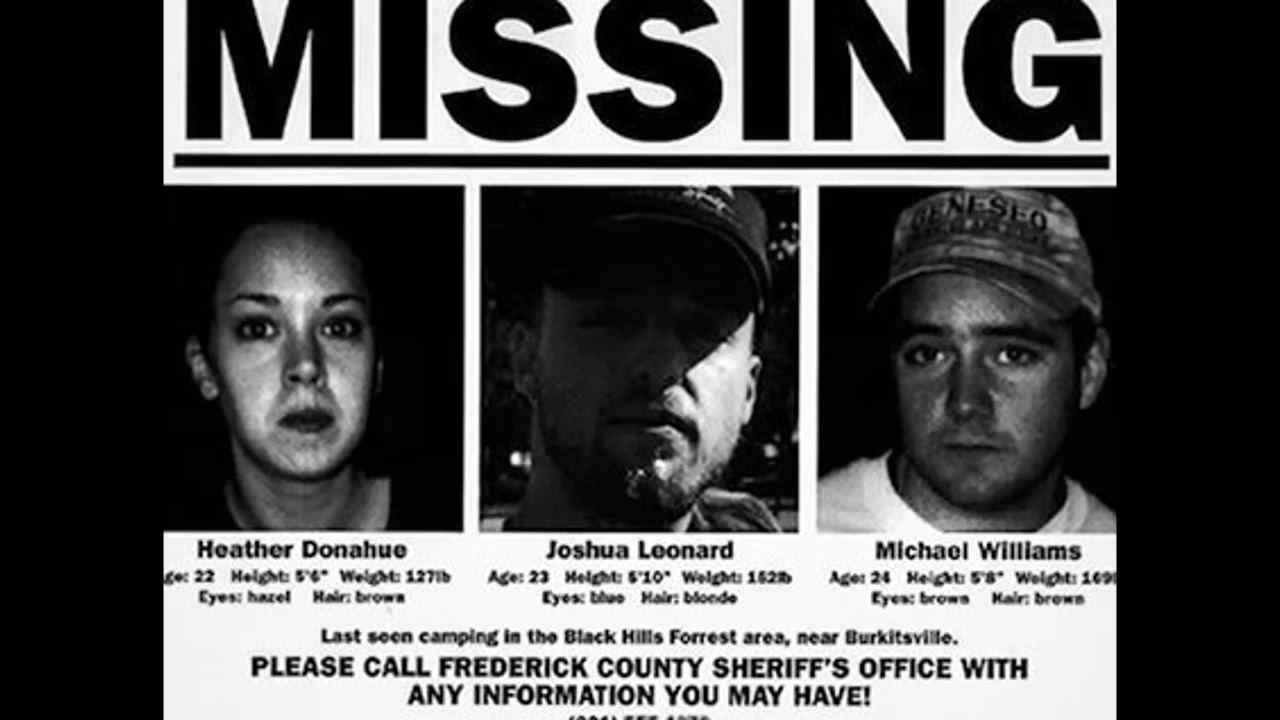 MISSING
GENESEO
Heather Donahue Joshua Leonard Michael Williams
ge: 22 Height: 5'6" Weight: 127lb Age: 23 Height: 5'10" Weight: 152lb Age: 24 Height: 5'8" Weight: 169l
Eyes: hazel Hair: brown Eyes: blue Hair: blonde Eyes: brown Hair: brown
Last seen camping in the Black Hills Forrest area, near Burkitsville.
PLEASE CALL FREDERICK COUNTY SHERIFF'S OFFICE WITH
ANY INFORMATION YOU MAY HAVE!